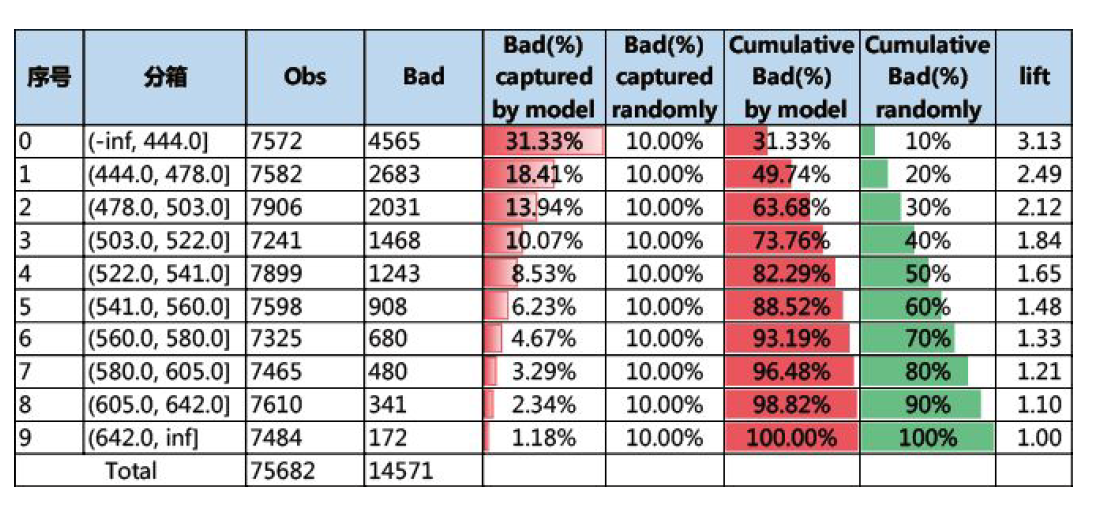 序号 分箱 Obs Bad Bad(%) captured by model Bad(%) captured randomly Cumulative Bad(%) by model Cumulative Bad(%) randomly lift
0 (-inf, 444.0] 7572 4565 31.33% 10.00% 31.33% 10% 3.13
1 (444.0, 478.0] 7582 2683 18.41% 10.00% 49.74% 20% 2.49
2 (478.0, 503.0] 7906 2031 13.94% 10.00% 63.68% 30% 2.12
3 (503.0, 522.0] 7241 1468 10.07% 10.00% 73.76% 40% 1.84
4 (522.0, 541.0] 7899 1243 8.53% 10.00% 82.29% 50% 1.65
5 (541.0, 560.0] 7598 908 6.23% 10.00% 88.52% 60% 1.48
6 (560.0, 580.0] 7325 680 4.67% 10.00% 93.19% 70% 1.33
7 (580.0, 605.0] 7465 480 3.29% 10.00% 96.48% 80% 1.21
8 (605.0, 642.0] 7610 341 2.34% 10.00% 98.82% 90% 1.10
9 (642.0, inf] 7484 172 1.18% 10.00% 100.00% 100% 1.00
Total 75682 14571